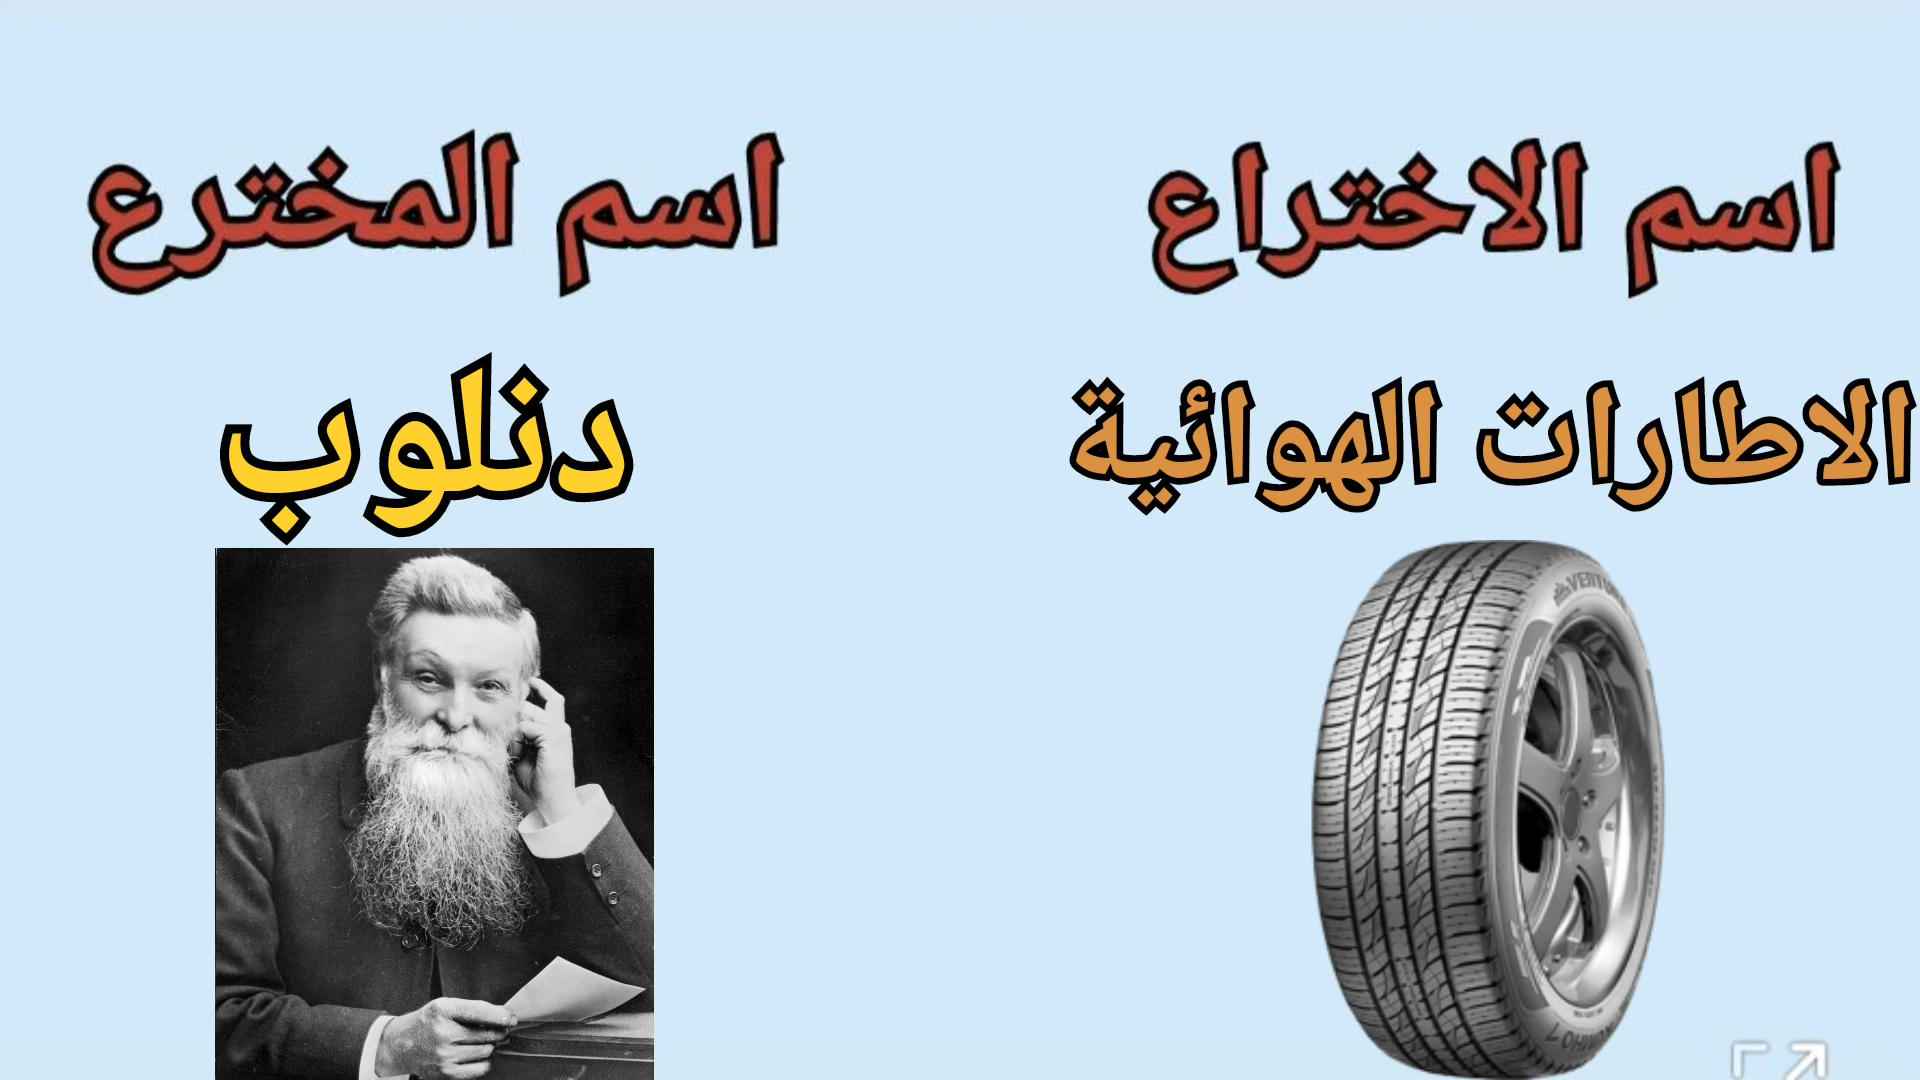 اسم الاختراع
اسم المخترع
الاطارات الهوائية
دنلوب